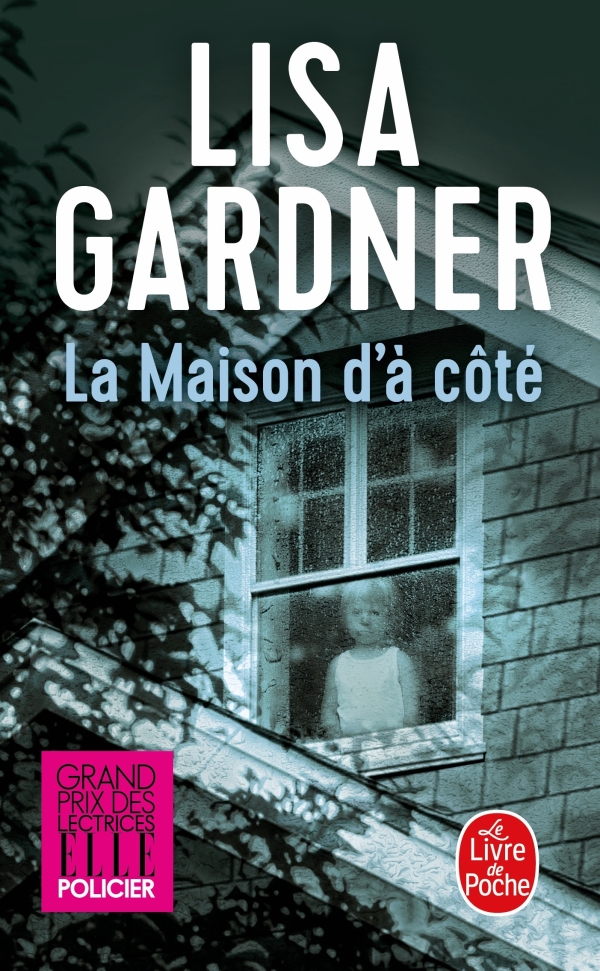 LISA
GARDNER
La Maison d'à côté
GRAND
PRIX DES
LECTRICES
ELLE
POLICIER
Le
Livre
de
Poche